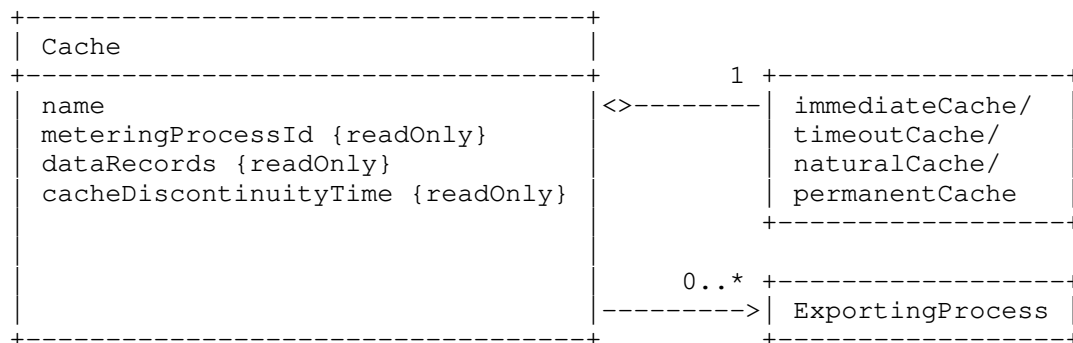 Cache
1
name <> immediateCache/
meteringProcessId {readOnly} timeoutCache/
dataRecords {readOnly} naturalCache/
cacheDiscontinuityTime {readOnly} permanentCache
0..*
ExportingProcess